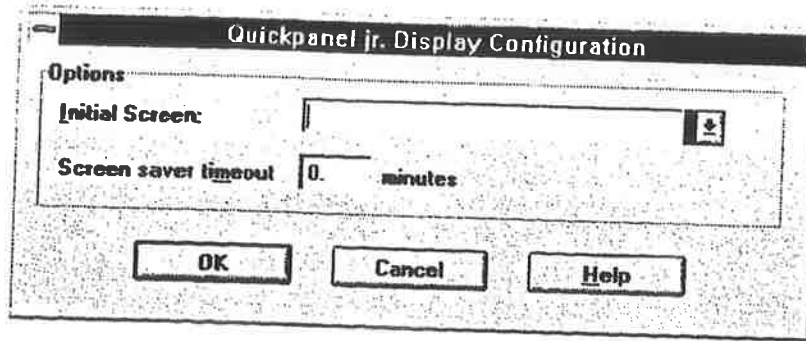 Quickpanel jr. Display Configuration
Options
Initial Screen:
Screen saver timeout 0. minutes
OK Cancel Help